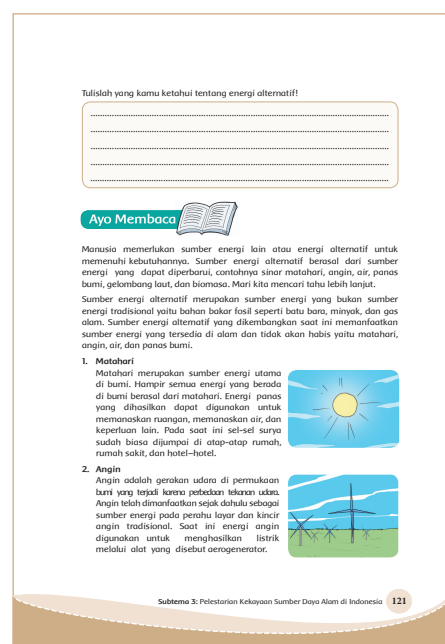 Tulislah yang kamu ketahui tentang energi alternatif!
Ayo Membaca
Manusia memerlukan sumber energi lain atau energi alternatif untuk
memenuhi kebutuhannya. Sumber energi alternatif berasal dari sumber
energi yang dapat diperbarui, contohnya sinar matahari, angin, air, panas
bumi, gelombang laut, dan biomasa. Mari kita mencari tahu lebih lanjut.
Sumber energi alternatif merupakan sumber energi yang bukan sumber
energi tradisional yaitu bahan bakar fosil seperti batu bara, minyak, dan gas
alam. Sumber energi alternatif yang dikembangkan saat ini memanfaatkan
sumber energi yang tersedia di alam dan tidak akan habis yaitu matahari,
angin, air, dan panas bumi.
1. Matahari
Matahari merupakan sumber energi utama
di bumi. Hampir semua energi yang berada
di bumi berasal dari matahari. Energi panas
yang dihasilkan dapat digunakan untuk
memanaskan ruangan, memanaskan air, dan
keperluan lain. Pada saat ini sel-sel surya
sudah biasa dijumpai di atap-atap rumah,
rumah sakit, dan hotel–hotel.
2. Angin
Angin adalah gerakan udara di permukaan
bumi yang terjadi karena perbedaan tekanan udara.
Angin telah dimanfaatkan sejak dahulu sebagai
sumber energi pada perahu layar dan kincir
angin tradisional. Saat ini energi angin
digunakan untuk menghasilkan listrik
melalui alat yang disebut aerogenerator.
Subtema 3: Pelestarian Kekayaan Sumber Daya Alam di Indonesia 121